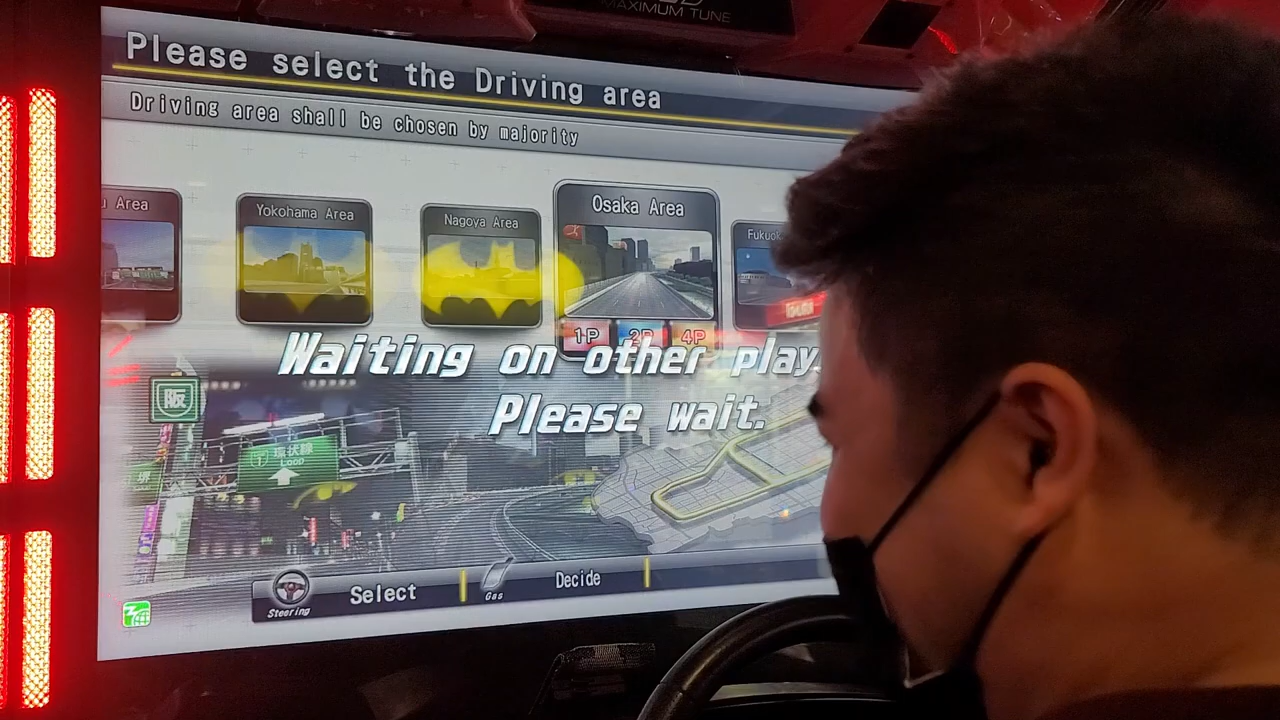 MAXIMUM TUNE
Please select the Driving area
Driving area shall be chosen by majority
Area
Yokohama Area
Nagoya Area
Osaka Area
1P
2P
4P
Waiting on other
Please wait.
阪
環状線
Loop
堺
Steering
Select
Gas
Decide